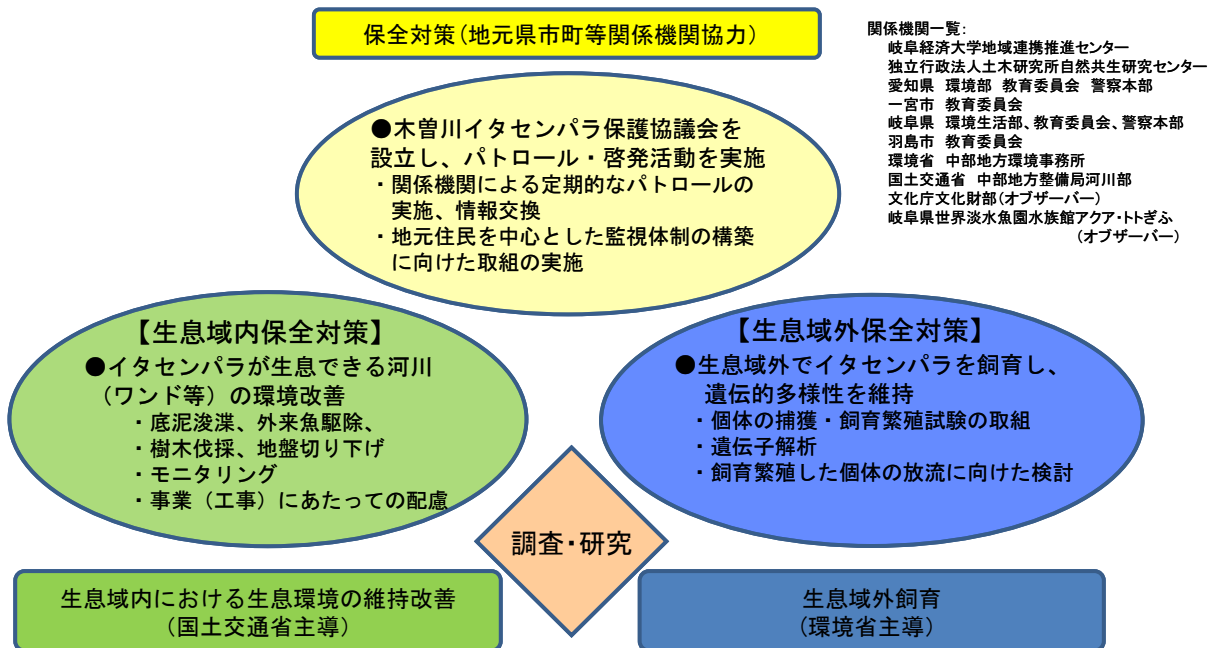 保全対策(地元県市町等関係機関協力)
関係機関一覧:
岐阜経済大学地域連携推進センター
独立行政法人土木研究所自然共生研究センター
愛知県 環境部 教育委員会 警察本部
一宮市 教育委員会
岐阜県 環境生活部、教育委員会、警察本部
羽島市 教育委員会
環境省 中部地方環境事務所
国土交通省 中部地方整備局河川部
文化庁文化財部(オブザーバー)
岐阜県世界淡水魚園水族館アクア・トトぎふ
(オブザーバー)
●木曽川イタセンパラ保護協議会を
設立し、パトロール・啓発活動を実施
・関係機関による定期的なパトロールの
実施、情報交換
・地元住民を中心とした監視体制の構築
に向けた取組の実施
【生息域内保全対策】
●イタセンパラが生息できる河川
(ワンド等)の環境改善
・底泥浚渫、外来魚駆除、
・樹木伐採、地盤切り下げ
・モニタリング
・事業(工事)にあたっての配慮
【生息域外保全対策】
●生息域外でイタセンパラを飼育し、
遺伝的多様性を維持
・個体の捕獲・飼育繁殖試験の取組
・遺伝子解析
・飼育繁殖した個体の放流に向けた検討
調査・研究
生息域内における生息環境の維持改善
(国土交通省主導)
生息域外飼育
(環境省主導)